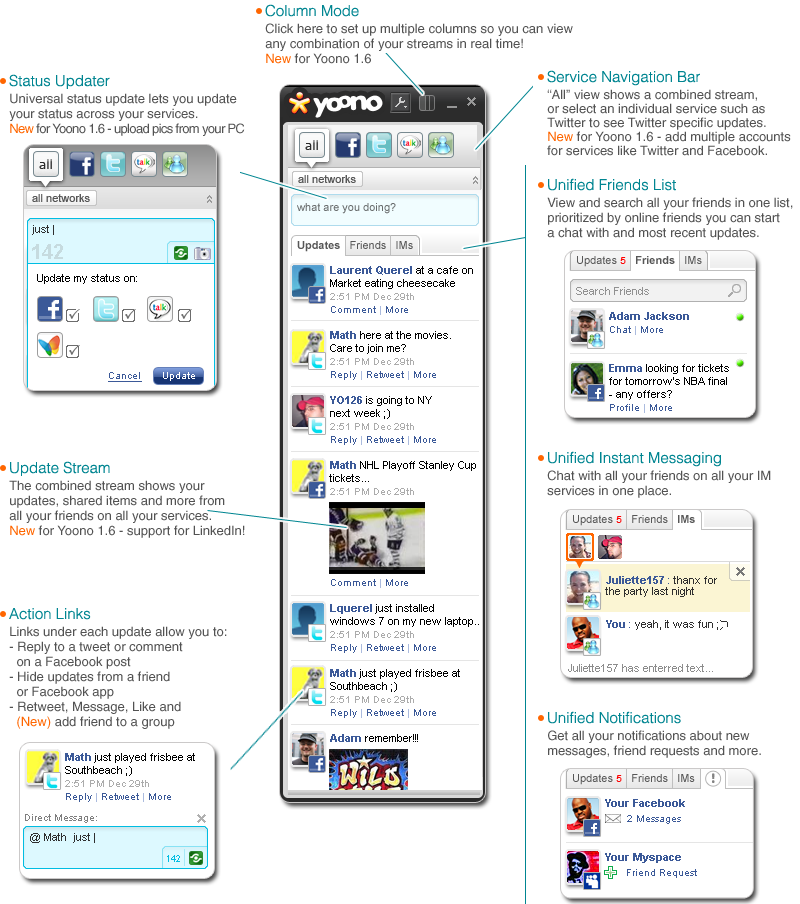 Column Mode
Click here to set up multiple columns so you can view
any combination of your streams in real time!
New for Yoono 1.6
Status Updater
Universal status update lets you update
your status across your services.
New for Yoono 1.6 - upload pics from your PC
all
talk
all networks
just |
142
Update my status on:
talk
Cancel
Update
Update Stream
The combined stream shows your
updates, shared items and more from
all your friends on all your services.
New for Yoono 1.6 - support for LinkedIn!
Action Links
Links under each update allow you to:
- Reply to a tweet or comment
on a Facebook post
- Hide updates from a friend
or Facebook app
- Retweet, Message, Like and
(New) add friend to a group
Math just played frisbee at
Southbeach ;)
2:51 PM Dec 29th
Reply | Retweet | More
Direct Message:
@ Math just |
142
yoono
all
talk
all networks
what are you doing?
Updates Friends IMs
Laurent Querel at a cafe on
Market eating cheesecake
2:51 PM Dec 29th
Comment | More
Math here at the movies.
Care to join me?
2:51 PM Dec 29th
Reply | Retweet | More
YO126 is going to NY
next week ;)
2:51 PM Dec 29th
Reply | Retweet | More
Math NHL Playoff Stanley Cup
tickets...
2:51 PM Dec 29th
Comment | More
Lquerel just installed
windows 7 on my new laptop..
2:51 PM Dec 29th
Reply | Retweet | More
Math just played frisbee at
Southbeach ;)
2:51 PM Dec 29th
Reply | Retweet | More
Adam remember!!!
WILD
Service Navigation Bar
“All” view shows a combined stream,
or select an individual service such as
Twitter to see Twitter specific updates.
New for Yoono 1.6 - add multiple accounts
for services like Twitter and Facebook.
Unified Friends List
View and search all your friends in one list,
prioritized by online friends you can start
a chat with and most recent updates.
Updates 5 Friends IMs
Search Friends
Adam Jackson
Chat | More
Emma looking for tickets
for tomorrow's NBA final
- any offers?
Profile | More
Unified Instant Messaging
Chat with all your friends on all your IM
services in one place.
Updates 5 Friends IMs
Juliette157 : thanx for
the party last night
You : yeah, it was fun ;)
Juliette157 has enterred text...
Unified Notifications
Get all your notifications about new
messages, friend requests and more.
Updates 5 Friends IMs
Your Facebook
2 Messages
Your Myspace
Friend Request